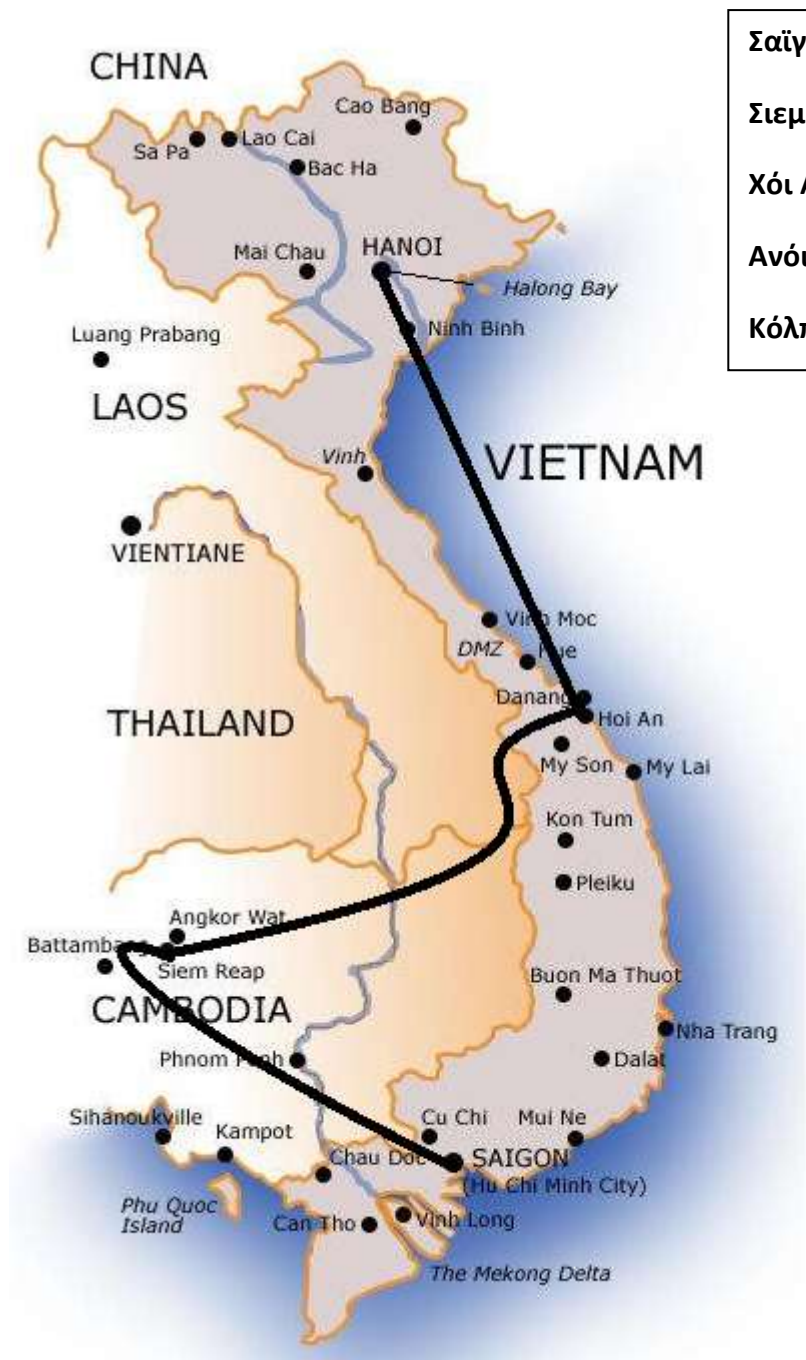 CHINA
Cao Bang
Sa Pa
Lao Cai
Bac Ha
HANOI
Mai Chau
Halong Bay
Ninh Binh
Luang Prabang
LAOS
VIETNAM
Vinh
VIENTIANE
Vinh Moc
DMZ
Hue
Danang
Hoi An
THAILAND
My Son
My Lai
Kon Tum
Pleiku
Angkor Wat
Battambang
Siem Reap
Buon Ma Thuot
CAMBODIA
Nha Trang
Phnom Penh
Dalat
Sihanoukville
Kampot
Cu Chi
Mui Ne
Chau Doc
SAIGON
(Hu Chi Minh City)
Phu Quoc
Island
Can Tho
Vinh Long
The Mekong Delta
Σαϊγ
Σιεμ
Χόι
Ανόι
Κόλ